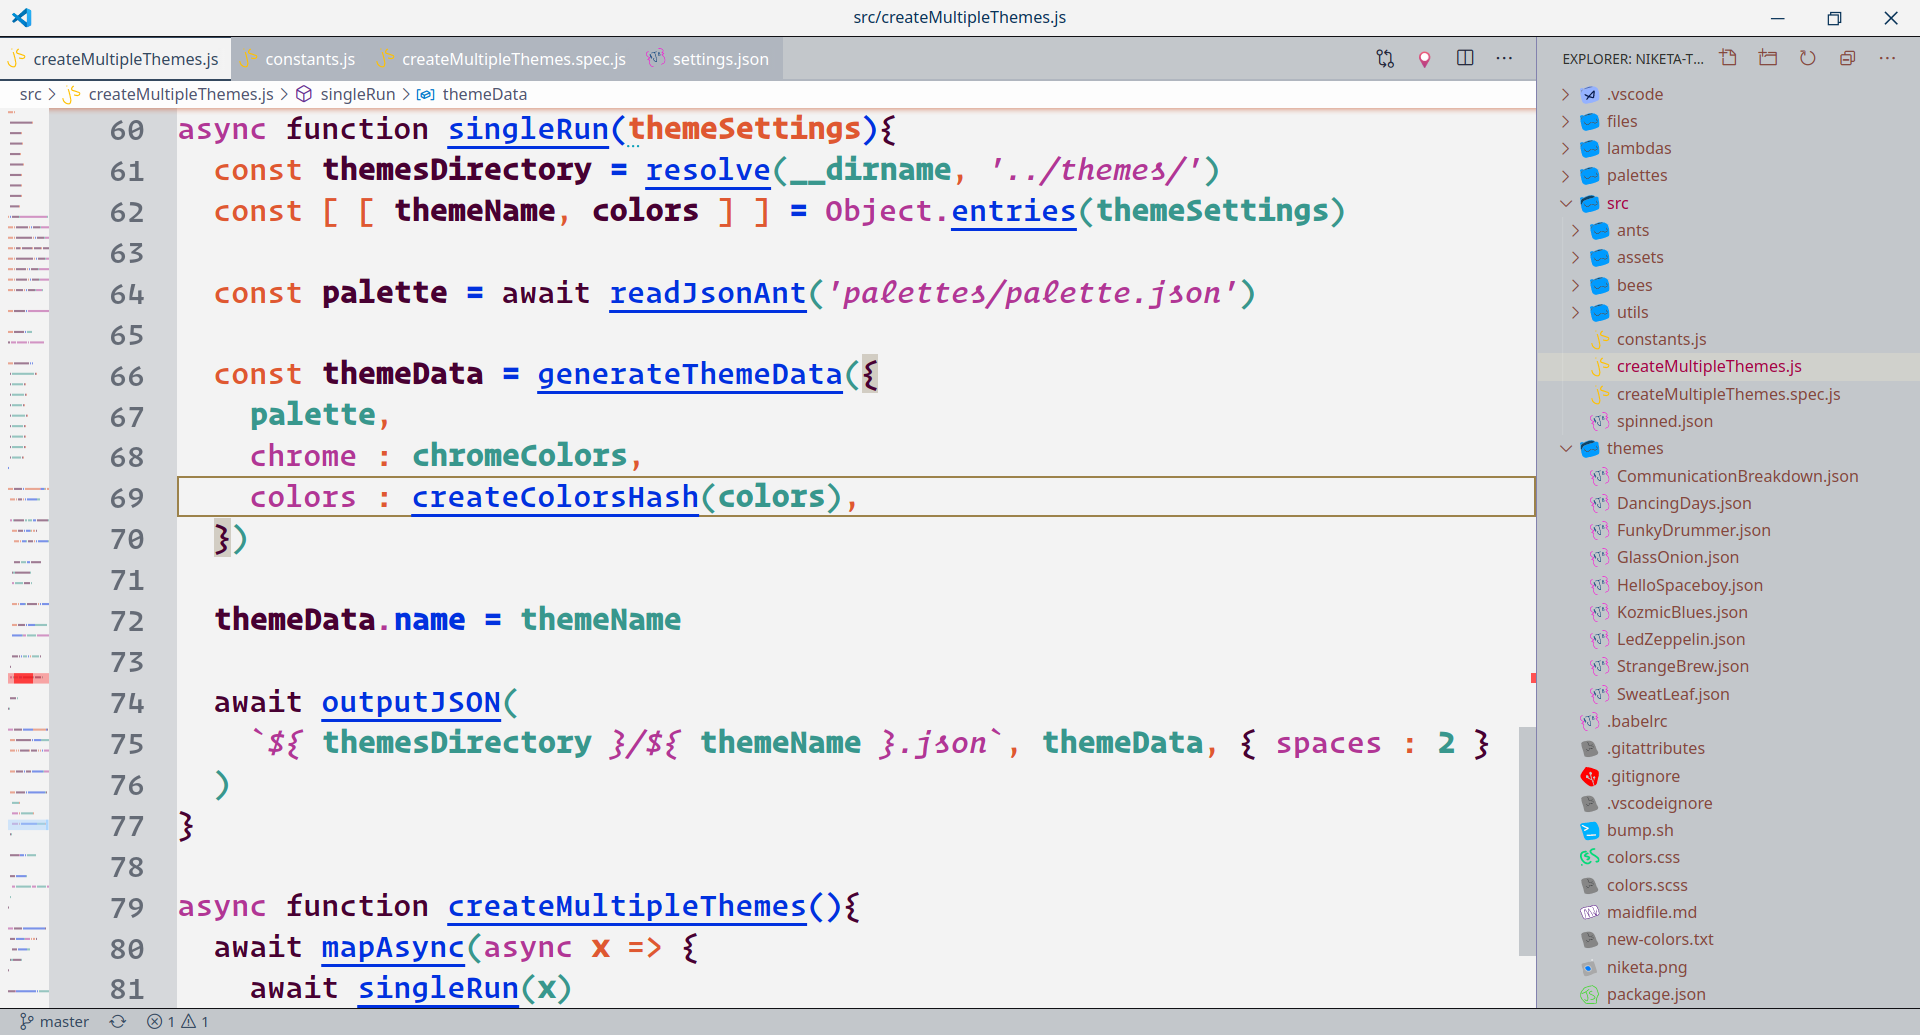 src/createMultipleThemes.js
createMultipleThemes.js
constants.js
createMultipleThemes.spec.js
settings.json
src > createMultipleThemes.js > singleRun > themeData
60 async function singleRun(themeSettings){
61 const themesDirectory = resolve(__dirname, '../themes/')
62 const [ [ themeName, colors ] ] = Object.entries(themeSettings)
63
64 const palette = await readJsonAnt('palettes/palette.json')
65
66 const themeData = generateThemeData({
67 palette,
68 chrome : chromeColors,
69 colors : createColorsHash(colors),
70 })
71
72 themeData.name = themeName
73
74 await outputJSON(
75 `${ themesDirectory }/${ themeName }.json`, themeData, { spaces : 2 }
76 )
77 }
78
79 async function createMultipleThemes(){
80 await mapAsync(async x => {
81 await singleRun(x)
EXPLORER: NIKETA-T...
.vscode
files
lambdas
palettes
src
ants
assets
bees
utils
constants.js
createMultipleThemes.js
createMultipleThemes.spec.js
spinned.json
themes
CommunicationBreakdown.json
DancingDays.json
FunkyDrummer.json
GlassOnion.json
HelloSpaceboy.json
KozmicBlues.json
LedZeppelin.json
StrangeBrew.json
SweatLeaf.json
.babelrc
.gitattributes
.gitignore
.vscodeignore
bump.sh
colors.css
colors.scss
maidfile.md
new-colors.txt
niketa.png
package.json
master 1 1